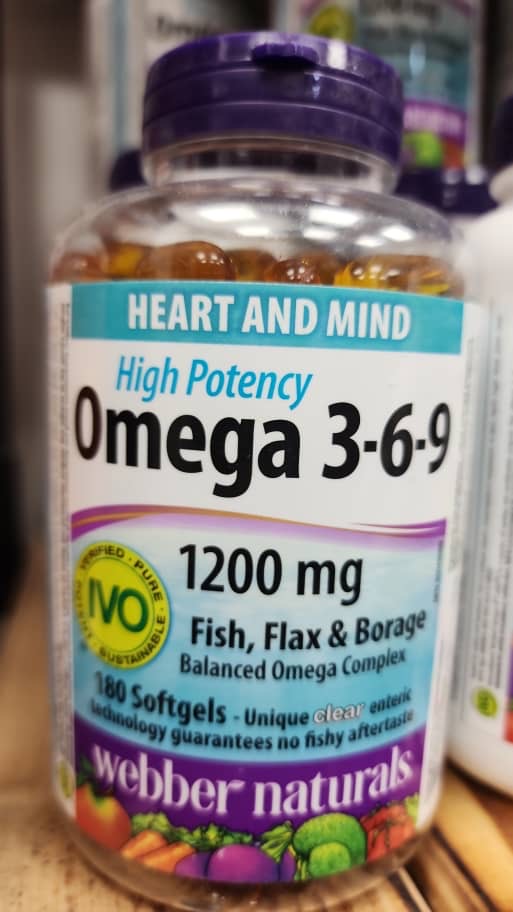 HEART AND MIND
High Potency
Omega 3-6-9
VERIFIED · PURE
IVO
SUSTAINABLE
1200 mg
Fish, Flax & Borage
Balanced Omega Complex
180 Softgels - Unique clear enteric
technology guarantees no fishy aftertaste
webber naturals